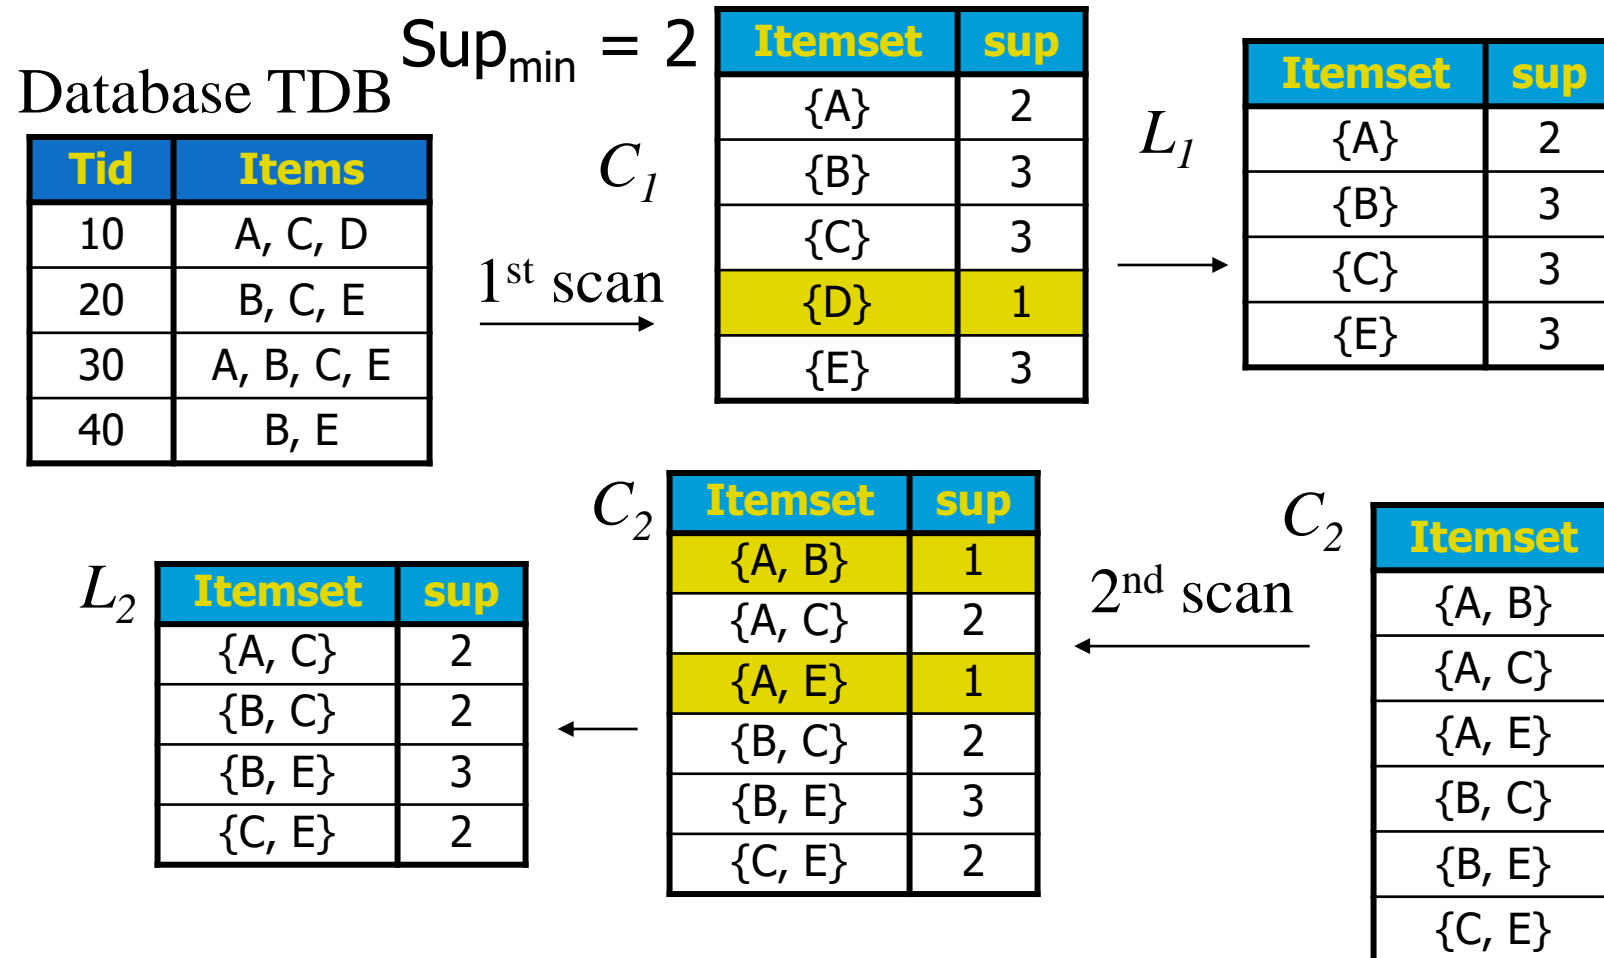 Sup_min = 2
Database TDB
Tid Items
10 A, C, D
20 B, C, E
30 A, B, C, E
40 B, E
1st scan
C1
Itemset sup
{A} 2
{B} 3
{C} 3
{D} 1
{E} 3
L1
Itemset sup
{A} 2
{B} 3
{C} 3
{E} 3
C2
Itemset
{A, B}
{A, C}
{A, E}
{B, C}
{B, E}
{C, E}
2nd scan
C2
Itemset sup
{A, B} 1
{A, C} 2
{A, E} 1
{B, C} 2
{B, E} 3
{C, E} 2
L2
Itemset sup
{A, C} 2
{B, C} 2
{B, E} 3
{C, E} 2